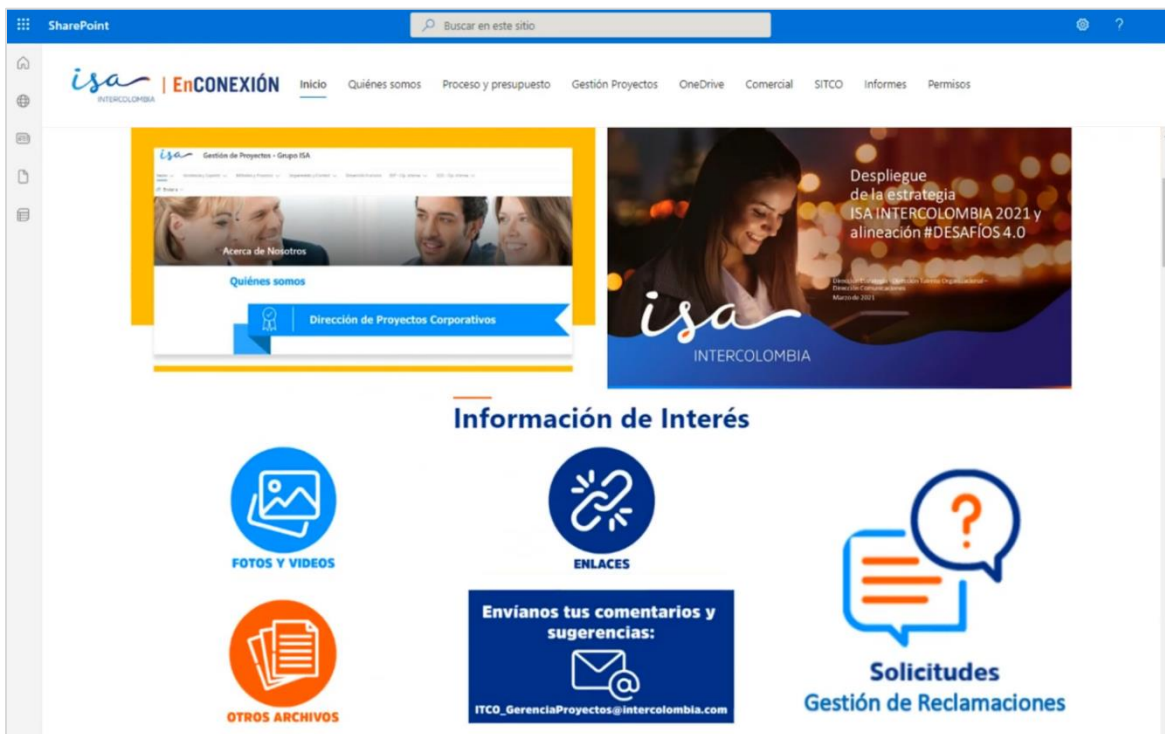 SharePoint
Buscar en este sitio
?
isa
INTERCOLOMBIA
| EnCONEXIÓN
Inicio Quiénes somos Proceso y presupuesto Gestión Proyectos OneDrive Comercial SITCO Informes Permisos
isa Gestión de Proyectos - Grupo ISA
Acerca de Nosotros
Quiénes somos
Dirección de Proyectos Corporativos
Despliegue
de la estrategia
ISA INTERCOLOMBIA 2021 y
alineación #DESAFÍOS 4.0
Dirección Comunicaciones
Marzo de 2021
isa
INTERCOLOMBIA
Información de Interés
FOTOS Y VIDEOS
ENLACES
?
OTROS ARCHIVOS
Envíanos tus comentarios y
sugerencias:
@
ITCO_GerenciaProyectos@intercolombia.com
Solicitudes
Gestión de Reclamaciones